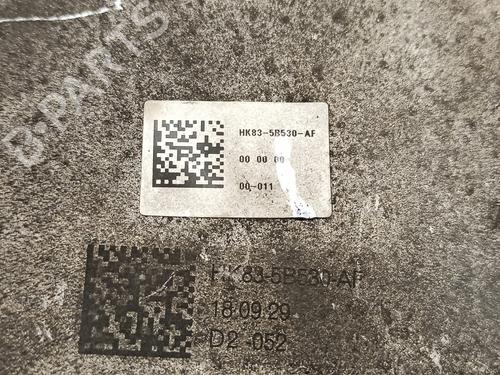 B-PARTS
HK83-5B530-AF
00 00 00
00-011
HK83-5B530-AF
18.09.29
D2 052